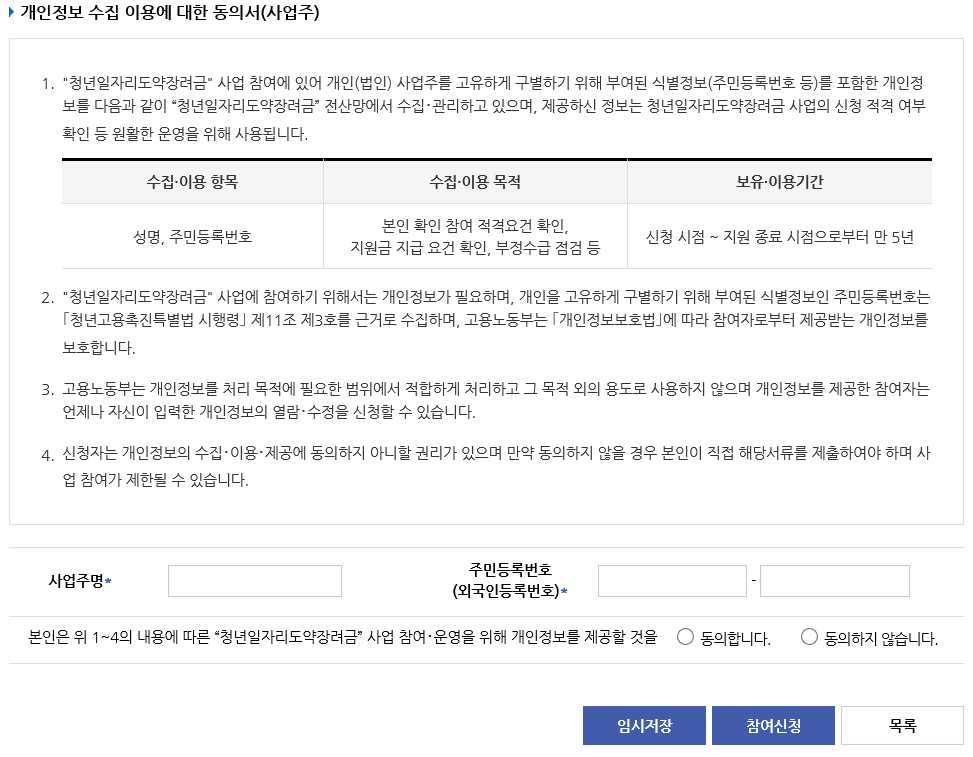 개인정보 수집 이용에 대한 동의서(사업주)
1. "청년일자리도약장려금" 사업 참여에 있어 개인(법인) 사업주를 고유하게 구별하기 위해 부여된 식별정보(주민등록번호 등)를 포함한 개인정
보를 다음과 같이 “청년일자리도약장려금” 전산망에서 수집·관리하고 있으며, 제공하신 정보는 청년일자리도약장려금 사업의 신청 적격 여부
확인 등 원활한 운영을 위해 사용됩니다.
수집·이용 항목 수집·이용 목적 보유·이용기간
성명, 주민등록번호
본인 확인 참여 적격요건 확인,
지원금 지급 요건 확인, 부정수급 점검 등
신청 시점 ~ 지원 종료 시점으로부터 만 5년
2. "청년일자리도약장려금" 사업에 참여하기 위해서는 개인정보가 필요하며, 개인을 고유하게 구별하기 위해 부여된 식별정보인 주민등록번호는
「청년고용촉진특별법 시행령」 제11조 제3호를 근거로 수집하며, 고용노동부는 「개인정보보호법」에 따라 참여자로부터 제공받는 개인정보를
보호합니다.
3. 고용노동부는 개인정보를 처리 목적에 필요한 범위에서 적합하게 처리하고 그 목적 외의 용도로 사용하지 않으며 개인정보를 제공한 참여자는
언제나 자신이 입력한 개인정보의 열람·수정을 신청할 수 있습니다.
4. 신청자는 개인정보의 수집·이용·제공에 동의하지 아니할 권리가 있으며 만약 동의하지 않을 경우 본인이 직접 해당서류를 제출하여야 하며 사
업 참여가 제한될 수 있습니다.
사업주명*
주민등록번호
(외국인등록번호)*
-
본인은 위 1~4의 내용에 따른 “청년일자리도약장려금” 사업 참여·운영을 위해 개인정보를 제공할 것을 동의합니다. 동의하지 않습니다.
임시저장 참여신청 목록